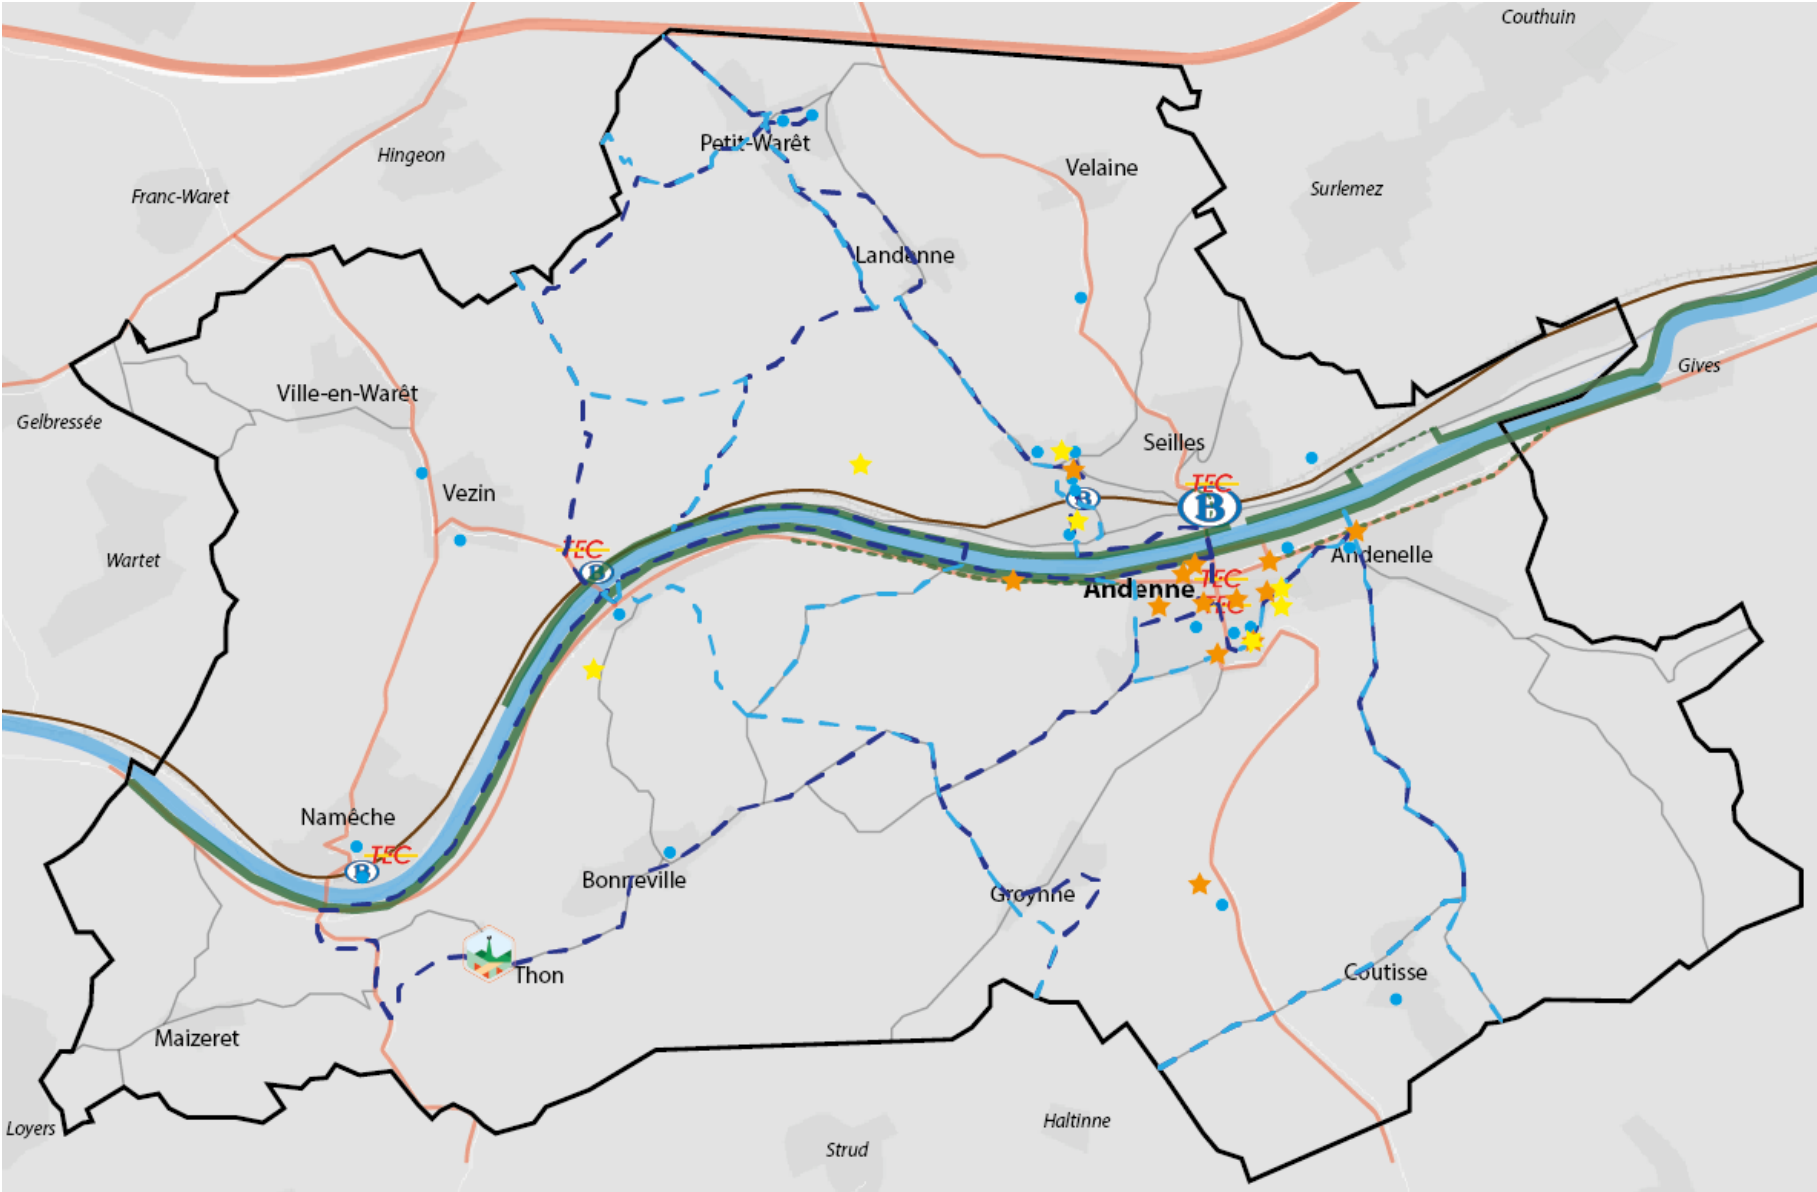 Couthuin
Petit-Warêt
Hingeon
Velaine
Franc-Waret
Surlemez
Landenne
Gives
Ville-en-Warêt
Gelbressée
Seilles
TEC
B
Vezin
B
TEC
B
Wartet
Andenelle
TEC
Andenne
TEC
Namêche
TEC
B
Bonneville
Groynne
Thon
Coutisse
Maizeret
Loyers
Haltinne
Strud